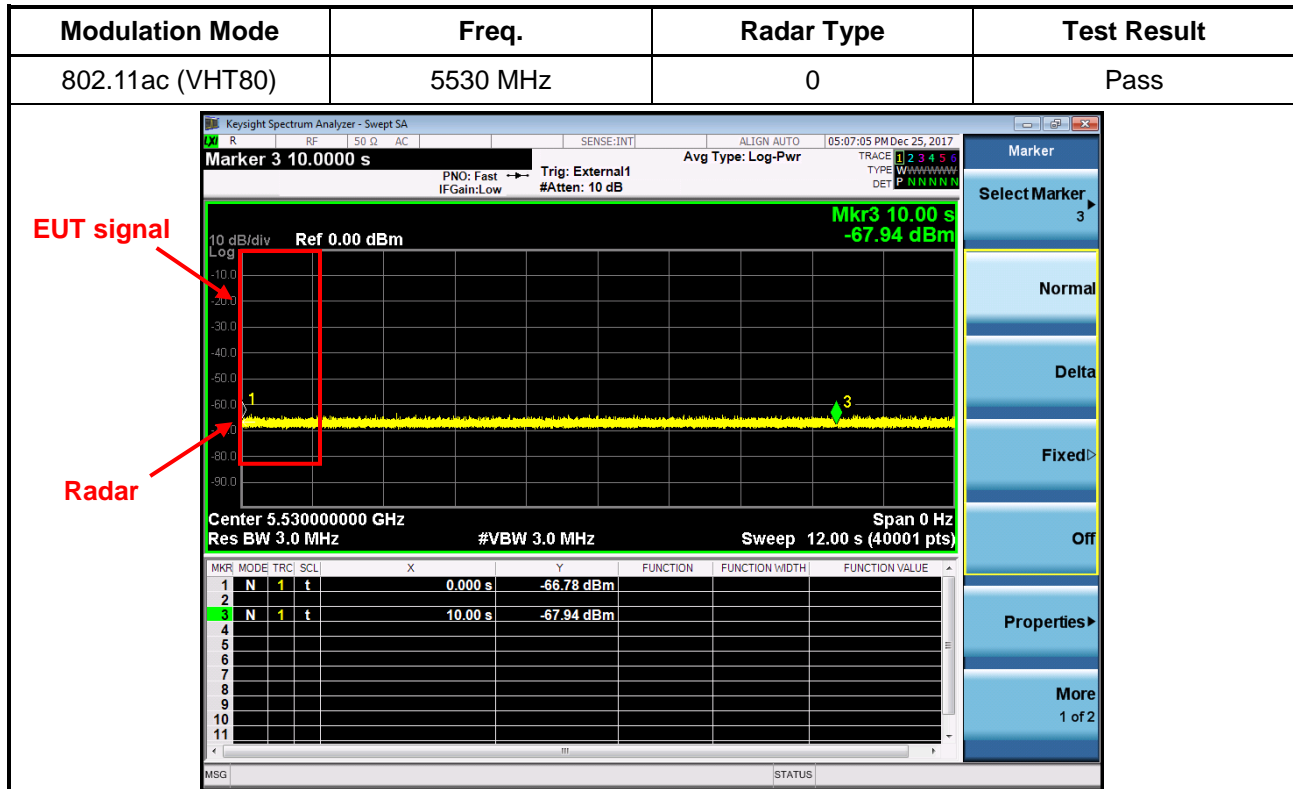 Modulation Mode Freq. Radar Type Test Result
802.11ac (VHT80) 5530 MHz 0 Pass
Keysight Spectrum Analyzer - Swept SA
LXI R RF 50 Ω AC SENSE:INT ALIGN AUTO 05:07:05 PM Dec 25, 2017
Marker 3 10.0000 s
PNO: Fast
IFGain:Low
Trig: External1
#Atten: 10 dB
Avg Type: Log-Pwr
TRACE 1 2 3 4 5 6
TYPE WWWWWW
DET P N N N N N
Mkr3 10.00 s
-67.94 dBm
10 dB/div Ref 0.00 dBm
Log
-10.0
-20.0
-30.0
-40.0
-50.0
-60.0
-80.0
-90.0
1
3
EUT signal
Radar
Center 5.530000000 GHz Span 0 Hz
Res BW 3.0 MHz #VBW 3.0 MHz Sweep 12.00 s (40001 pts)
MKR MODE TRC SCL X Y FUNCTION FUNCTION WIDTH FUNCTION VALUE
1 N 1 t 0.000 s -66.78 dBm
2
3 N 1 t 10.00 s -67.94 dBm
4
5
6
7
8
9
10
11
MSG STATUS
Marker
Select Marker
3
Normal
Delta
Fixed
Off
Properties
More
1 of 2